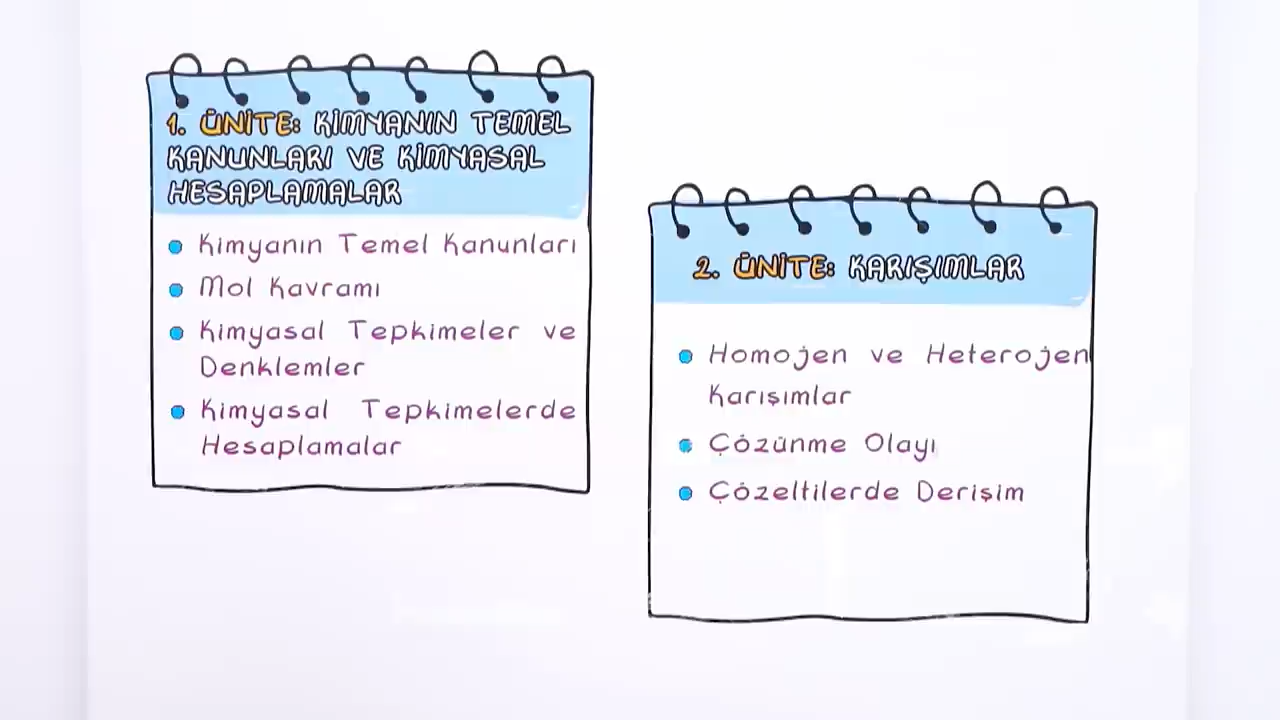 1. ÜNİTE: KİMYANIN TEMEL
KANUNLARI VE KİMYASAL
HESAPLAMALAR
Kimyanın Temel Kanunları
Mol Kavramı
Kimyasal Tepkimeler ve
Denklemler
Kimyasal Tepkimelerde
Hesaplamalar
2. ÜNİTE: KARIŞIMLAR
Homojen ve Heterojen
Karışımlar
Çözünme Olayı
Çözeltilerde Derişim